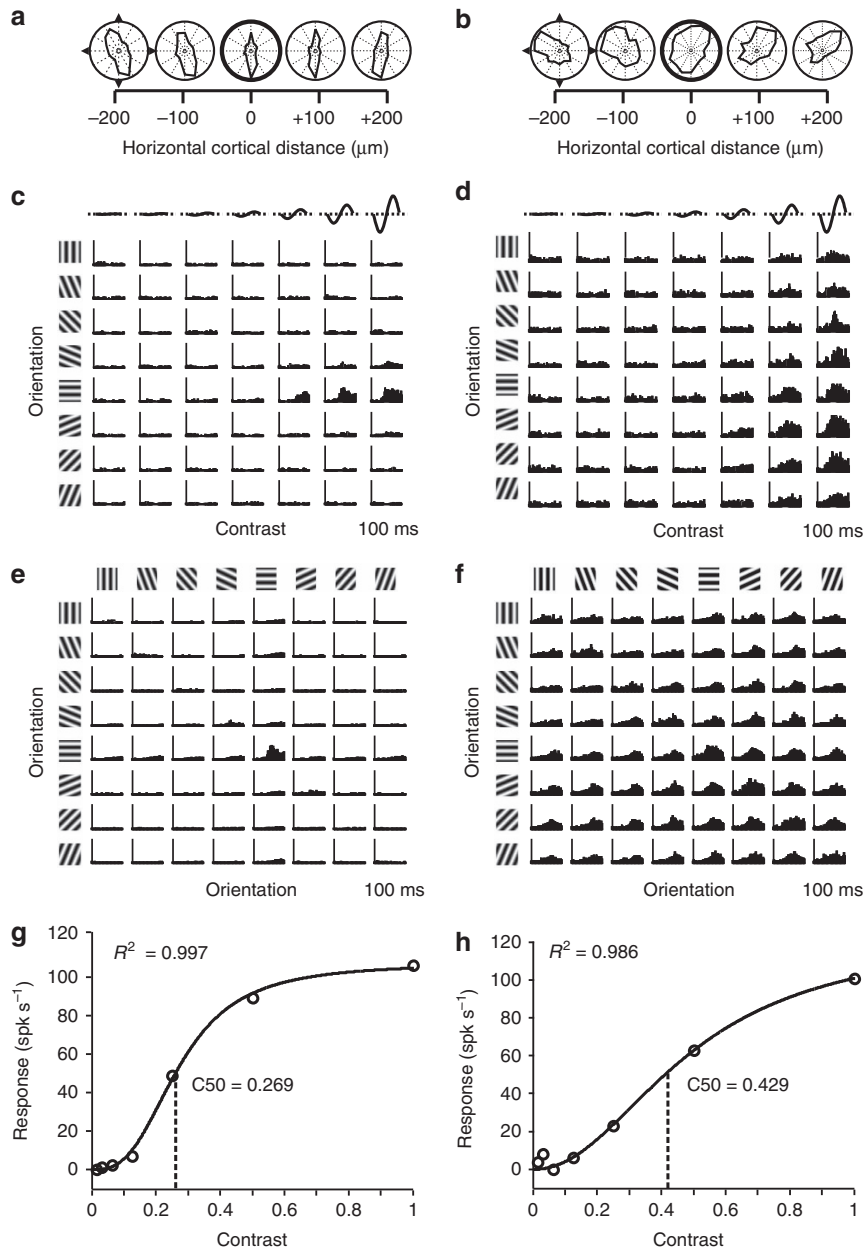 a
−200 −100 0 +100 +200
Horizontal cortical distance (μm)
b
−200 −100 0 +100 +200
Horizontal cortical distance (μm)
c
Orientation
Contrast 100 ms
d
Orientation
Contrast 100 ms
e
Orientation
Orientation 100 ms
f
Orientation
Orientation 100 ms
g
120
100
80
60
40
20
0
Response (spk s⁻¹)
R² = 0.997
C50 = 0.269
0 0.2 0.4 0.6 0.8 1
Contrast
h
120
100
80
60
40
20
0
Response (spk s⁻¹)
R² = 0.986
C50 = 0.429
0 0.2 0.4 0.6 0.8 1
Contrast